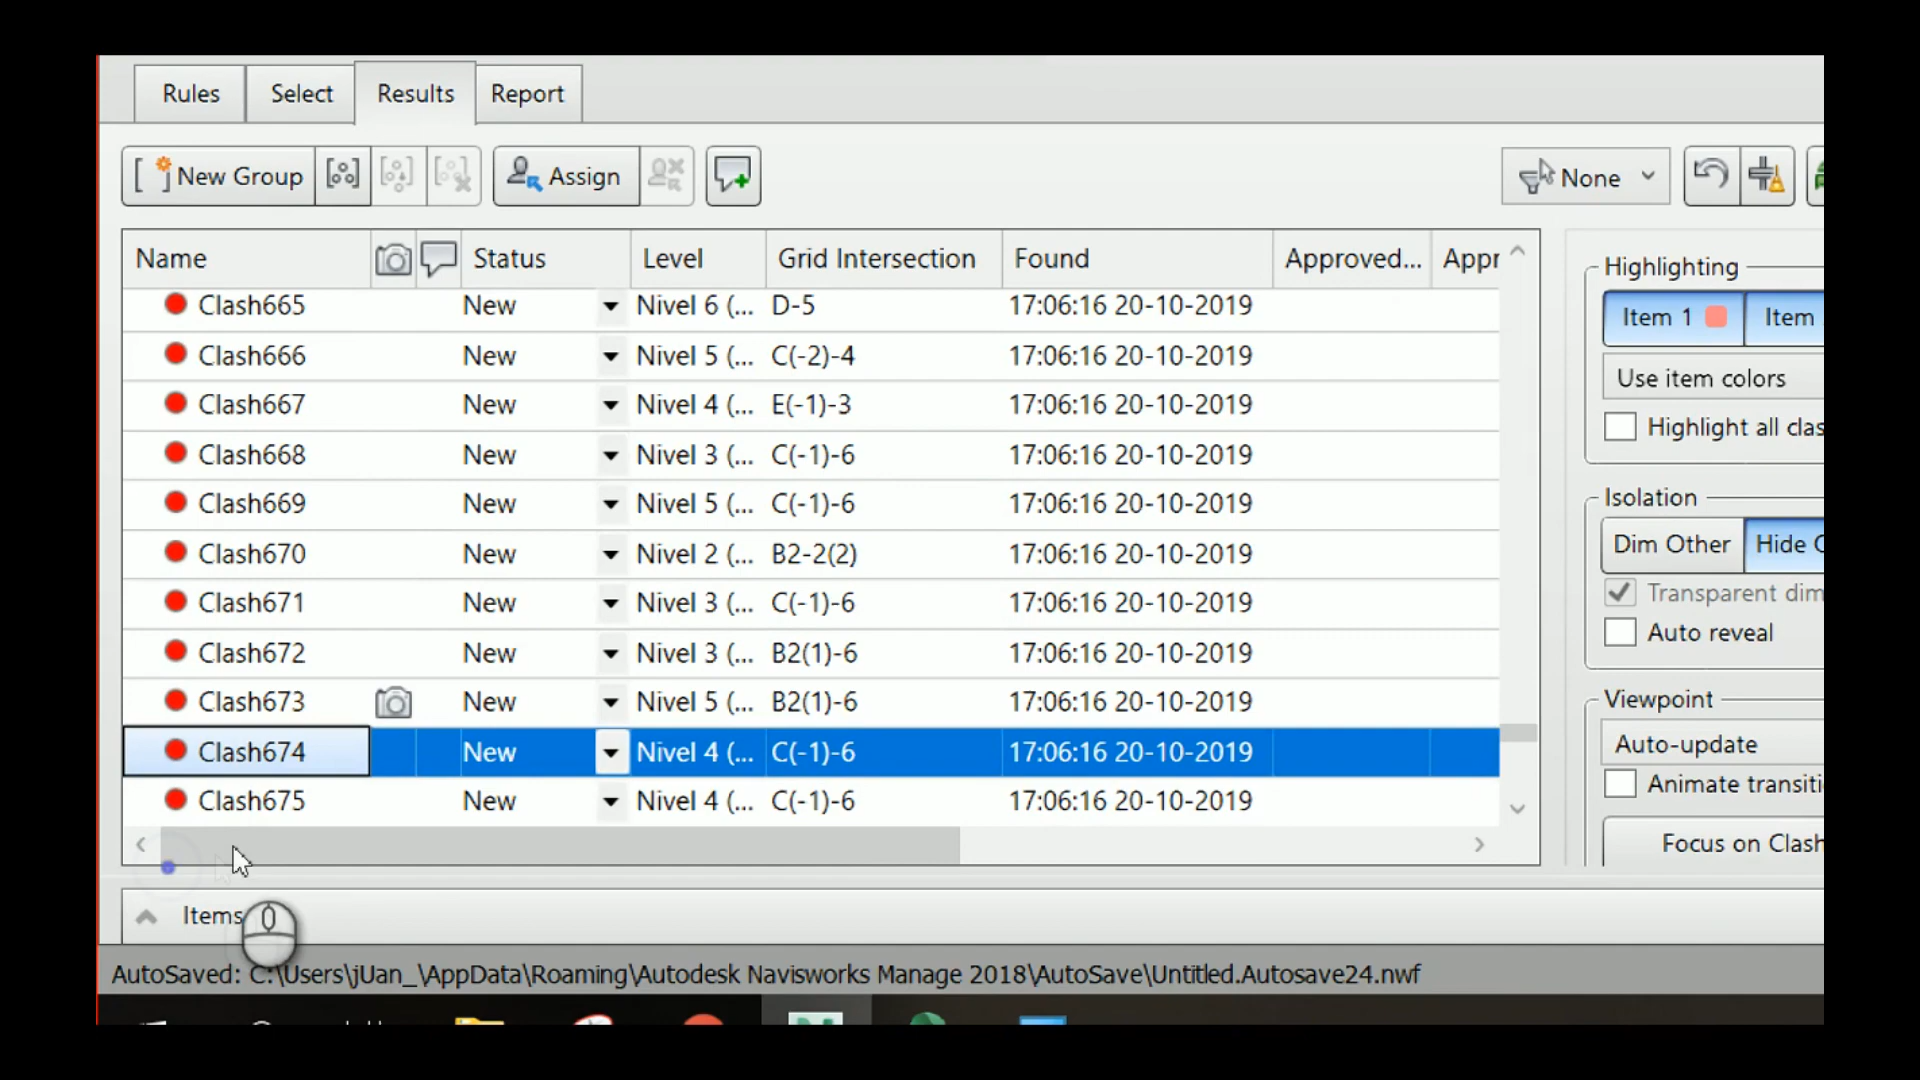 Rules Select Results Report
New Group Assign None
Name Status Level Grid Intersection Found Approved... Appr
Clash665 New Nivel 6 (... D-5 17:06:16 20-10-2019
Clash666 New Nivel 5 (... C(-2)-4 17:06:16 20-10-2019
Clash667 New Nivel 4 (... E(-1)-3 17:06:16 20-10-2019
Clash668 New Nivel 3 (... C(-1)-6 17:06:16 20-10-2019
Clash669 New Nivel 5 (... C(-1)-6 17:06:16 20-10-2019
Clash670 New Nivel 2 (... B2-2(2) 17:06:16 20-10-2019
Clash671 New Nivel 3 (... C(-1)-6 17:06:16 20-10-2019
Clash672 New Nivel 3 (... B2(1)-6 17:06:16 20-10-2019
Clash673 New Nivel 5 (... B2(1)-6 17:06:16 20-10-2019
Clash674 New Nivel 4 (... C(-1)-6 17:06:16 20-10-2019
Clash675 New Nivel 4 (... C(-1)-6 17:06:16 20-10-2019
Highlighting
Item 1 Item
Use item colors
Highlight all clas
Isolation
Dim Other Hide O
Transparent dim
Auto reveal
Viewpoint
Auto-update
Animate transiti
Focus on Clash
Items
AutoSaved: C:\Users\jUan_\AppData\Roaming\Autodesk Navisworks Manage 2018\AutoSave\Untitled.Autosave24.nwf